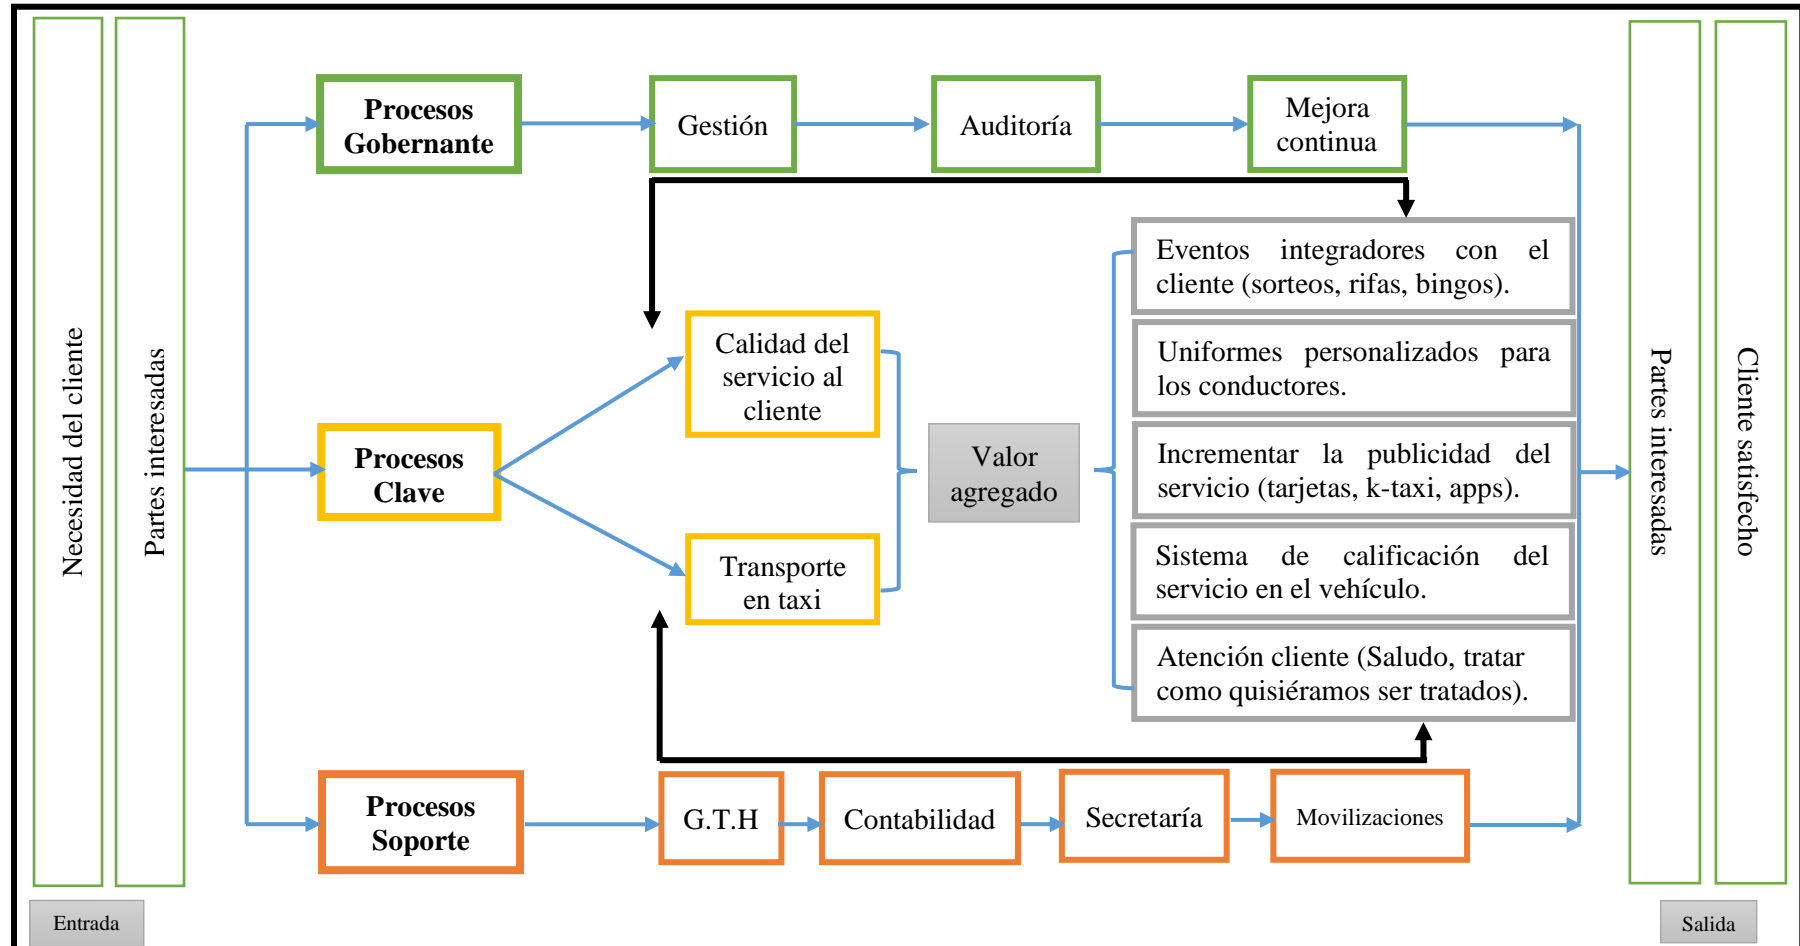 Necesidad del cliente
Partes interesadas
Procesos
Gobernante
Gestión
Auditoría
Mejora
continua
Procesos
Clave
Calidad del
servicio al
cliente
Transporte
en taxi
Valor
agregado
Eventos integradores con el
cliente (sorteos, rifas, bingos).
Uniformes personalizados para
los conductores.
Incrementar la publicidad del
servicio (tarjetas, k-taxi, apps).
Sistema de calificación del
servicio en el vehículo.
Atención cliente (Saludo, tratar
como quisiéramos ser tratados).
Procesos
Soporte
G.T.H
Contabilidad
Secretaría
Movilizaciones
Partes interesadas
Cliente satisfecho
Entrada
Salida